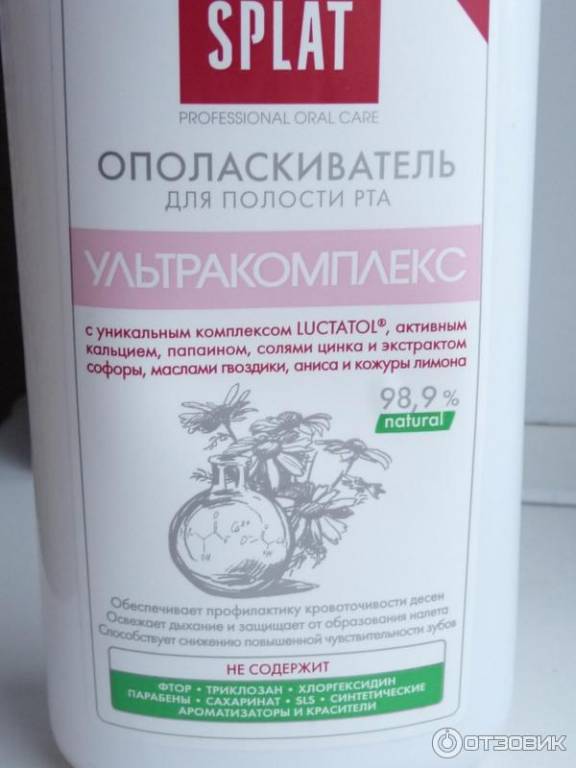 SPLAT
PROFESSIONAL ORAL CARE
ОПОЛАСКИВАТЕЛЬ
ДЛЯ ПОЛОСТИ РТА
УЛЬТРАКОМПЛЕКС
с уникальным комплексом LUCTATOL®, активным
кальцием, папаином, солями цинка и экстрактом
софоры, маслами гвоздики, аниса и кожуры лимона
98,9 %
natural
Обеспечивает профилактику кровоточивости десен
Освежает дыхание и защищает от образования налета
Способствует снижению повышенной чувствительности зубов
НЕ СОДЕРЖИТ
ФТОР • ТРИКЛОЗАН • ХЛОРГЕКСИДИН
ПАРАБЕНЫ • САХАРИНАТ • SLS • СИНТЕТИЧЕСКИЕ
АРОМАТИЗАТОРЫ И КРАСИТЕЛИ
ОТЗОВИК